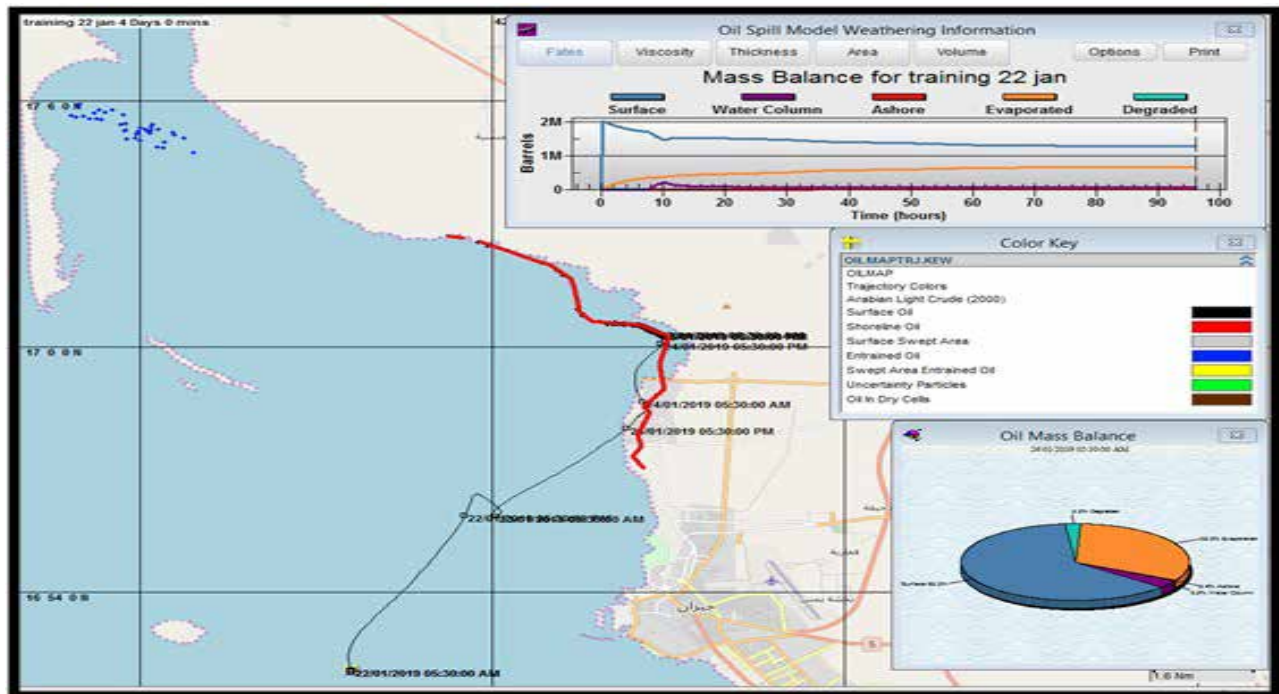 training 22 jan 4 Days 0 mins
17 6 0 N
17 0 0 N
16 54 0 N
05:30:00 PM
4/01/2019 05:30:00 AM
/01/2019 05:30:00 PM
22/01/2019 05:30:00 AM
جيزان
5
1.6 Nm
Oil Spill Model Weathering Information
Fates Viscosity Thickness Area Volume Options Print
Mass Balance for training 22 jan
Surface Water Column Ashore Evaporated Degraded
Barrels
2M
1M
0
0 10 20 30 40 50 60 70 80 90 100
Time (hours)
Color Key
OILMAPTRJ.KEW
OILMAP
Trajectory Colors
Arabian Light Crude (2000)
Surface Oil
Shoreline Oil
Surface Swept Area
Entrained Oil
Swept Area Entrained Oil
Uncertainty Particles
Oil In Dry Cells
Oil Mass Balance